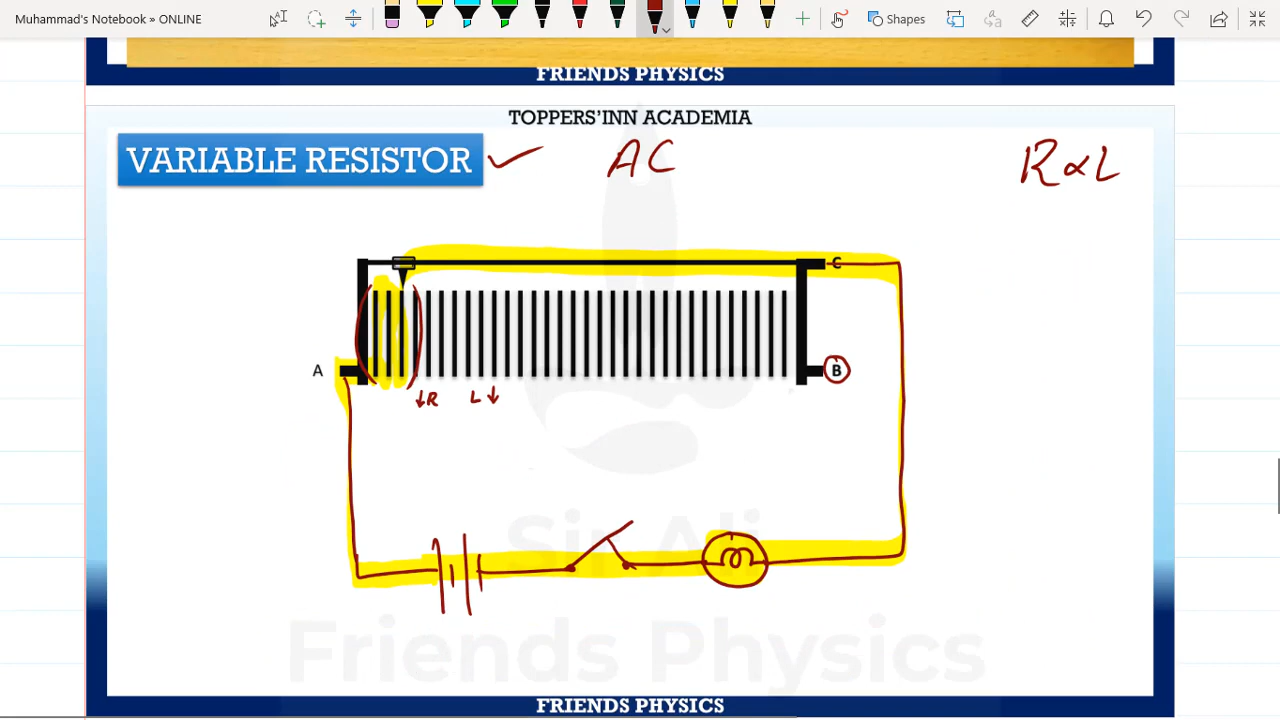 Muhammad's Notebook » ONLINE
Shapes
FRIENDS PHYSICS
TOPPERS'INN ACADEMIA
VARIABLE RESISTOR AC R∝L
C
A B
↓R L↓
Sir Ali
Friends Physics
FRIENDS PHYSICS